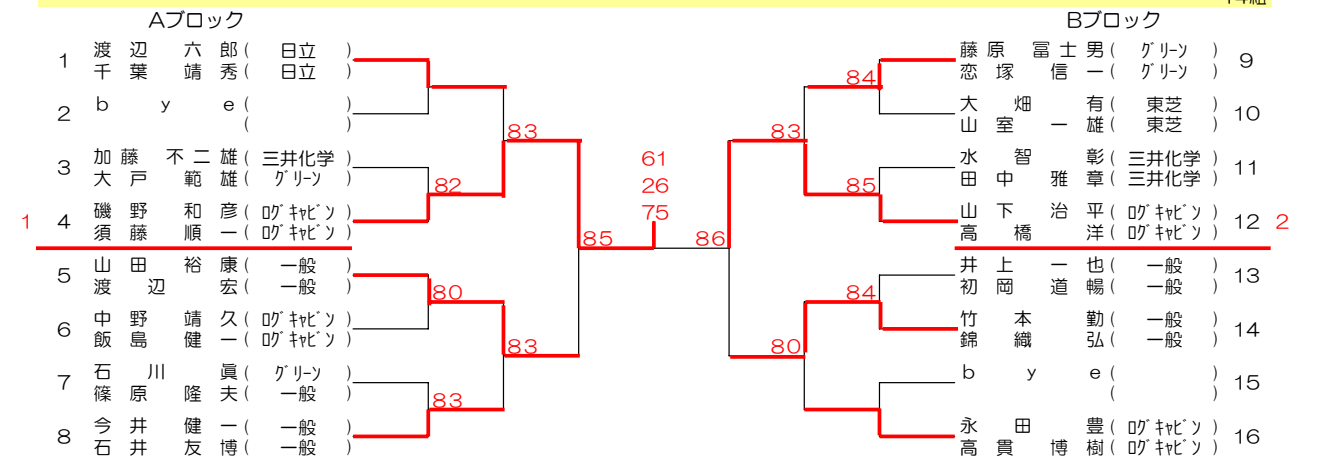 14組
Aブロック
Bブロック
1 渡辺 六郎 ( 日立 )
千葉 靖秀 ( 日立 )
2 bye ( )
( )
3 加藤 不二雄 ( 三井化学 )
大戸 範雄 ( グリーン )
1 4 磯野 和彦 ( ログキャビン )
須藤 順一 ( ログキャビン )
5 山田 裕康 ( 一般 )
渡辺 宏 ( 一般 )
6 中野 靖久 ( ログキャビン )
飯島 健一 ( ログキャビン )
7 石川 眞 ( グリーン )
篠原 隆夫 ( 一般 )
8 今井 健一 ( 一般 )
石井 友博 ( 一般 )
83
82
85
80
83
83
61
26
75
86
84
83
85
84
80
藤原 冨士男 ( グリーン ) 9
恋塚 信一 ( グリーン )
大畑 有 ( 東芝 ) 10
山室 一雄 ( 東芝 )
水智 彰 ( 三井化学 ) 11
田中 雅章 ( 三井化学 )
山下 治平 ( ログキャビン ) 12 2
高橋 洋 ( ログキャビン )
井上 一也 ( 一般 ) 13
初岡 道暢 ( 一般 )
竹本 勤 ( 一般 ) 14
錦織 弘 ( 一般 )
bye ( ) 15
( )
永田 豊 ( ログキャビン ) 16
高貫 博樹 ( ログキャビン )